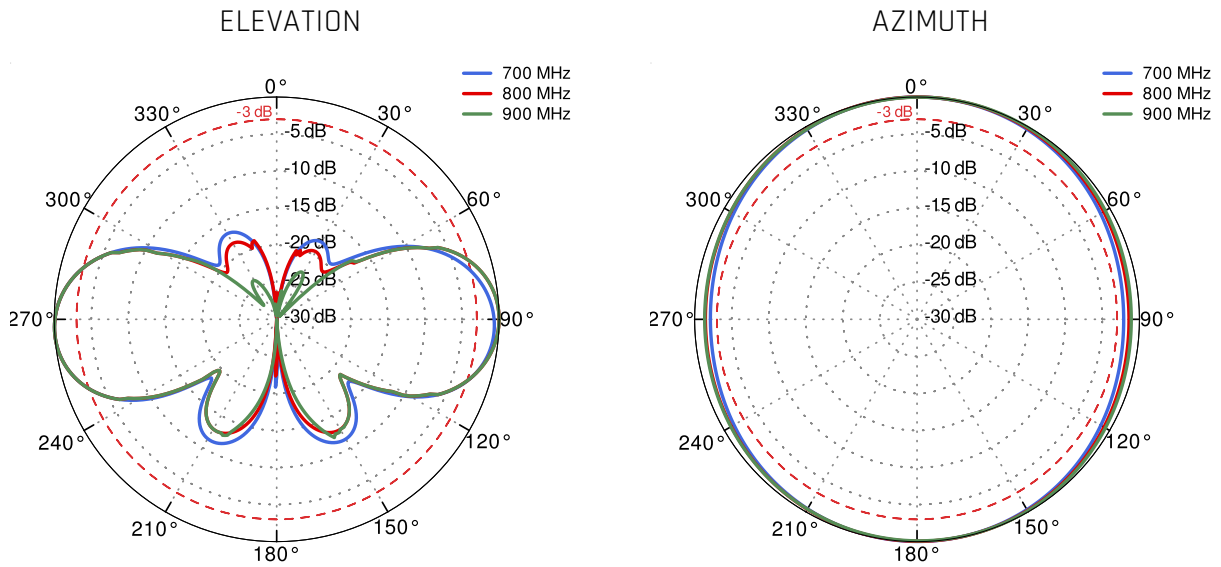 ELEVATION
700 MHz
800 MHz
900 MHz
0°
330°
-3 dB
30°
-5 dB
-10 dB
300°
60°
-15 dB
-20 dB
-25 dB
270°
-30 dB
90°
240°
120°
210°
150°
180°
AZIMUTH
700 MHz
800 MHz
900 MHz
0°
330°
-3 dB
30°
-5 dB
-10 dB
300°
60°
-15 dB
-20 dB
-25 dB
270°
-30 dB
90°
240°
120°
210°
150°
180°